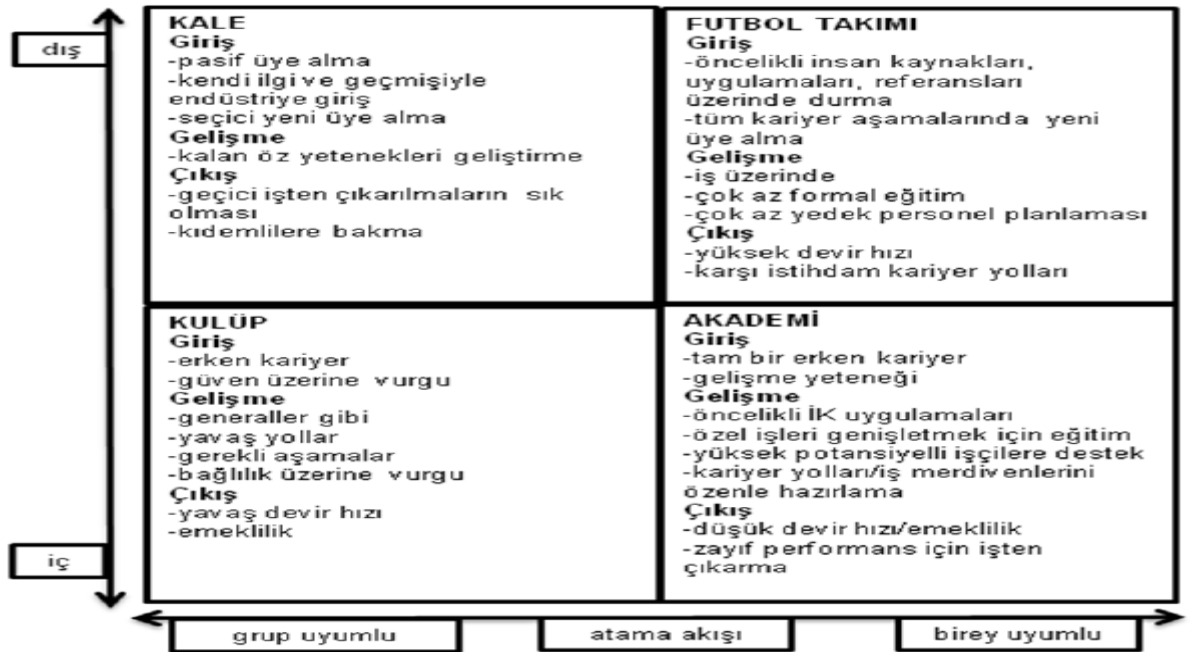 dış
KALE
Giriş
-pasif üye alma
-kendi ilgi ve geçmişiyle
endüstriye giriş
-seçici yeni üye alma
Gelişme
-kalan öz yetenekleri geliştirme
Çıkış
-geçici işten çıkarılmaların sık
olması
-kıdemlilere bakma
FUTBOL TAKIMI
Giriş
-öncelikli insan kaynakları,
uygulamaları, referansları
üzerinde durma
-tüm kariyer aşamalarında yeni
üye alma
Gelişme
-iş üzerinde
-çok az formal eğitim
-çok az yedek personel planlaması
Çıkış
-yüksek devir hızı
-karşı istihdam kariyer yolları
KULÜP
Giriş
-erken kariyer
-güven üzerine vurgu
Gelişme
-generaller gibi
-yavaş yollar
-gerekli aşamalar
-bağlılık üzerine vurgu
Çıkış
-yavaş devir hızı
-emeklilik
AKADEMİ
Giriş
-tam bir erken kariyer
-gelişme yeteneği
Gelişme
-öncelikli İK uygulamaları
-özel işleri genişletmek için eğitim
-yüksek potansiyelli işçilere destek
-kariyer yolları/iş merdivenlerini
özenle hazırlama
Çıkış
-düşük devir hızı/emeklilik
-zayıf performans için işten
çıkarma
iç
grup uyumlu
atama akışı
birey uyumlu